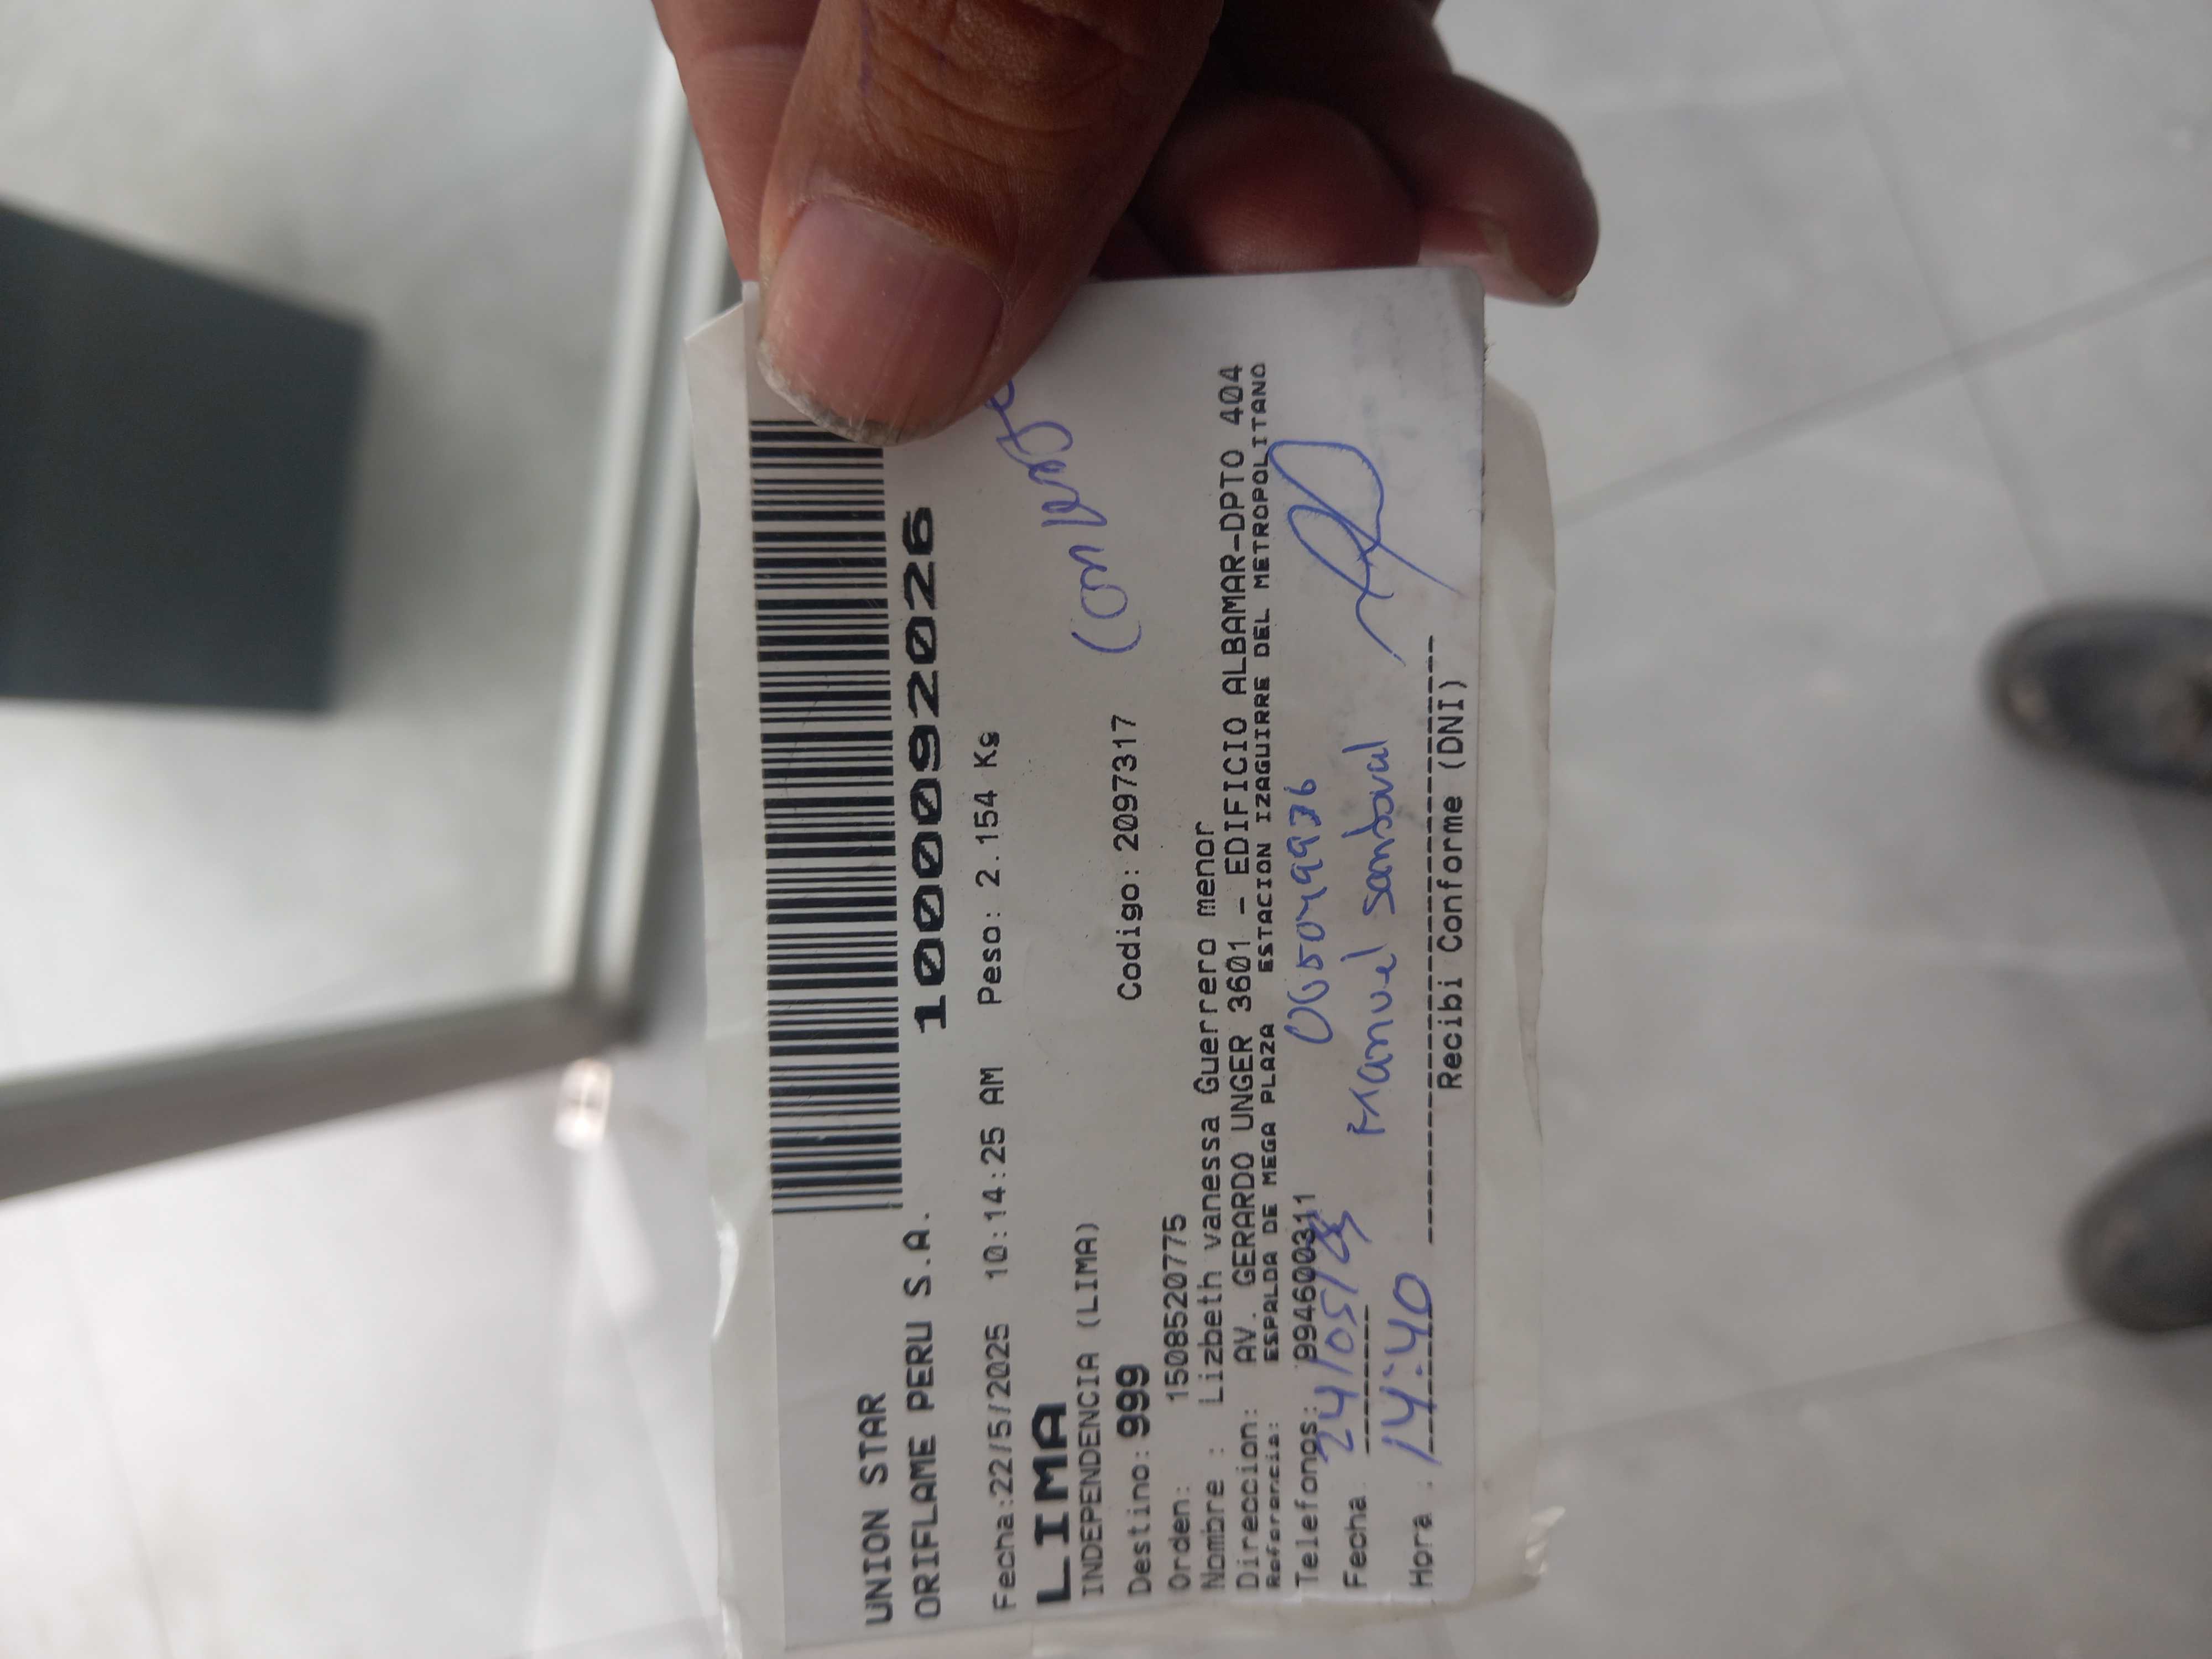 UNION STAR
ORIFLAME PERU S.A.
1000092026
Fecha:22/5/2025 10:14:25 AM Peso: 2.154 Kg
LIMA
INDEPENDENCIA (LIMA)
Destino: 999 Codigo: 2097317
Orden: 1508520775
Nombre : Lizbeth vanessa Guerrero menor
Direccion: AV. GERARDO UNGER 3601 - EDIFICIO ALBAMAR-DPTO 404
Referencia: ESPALDA DE MEGA PLAZA ESTACION IZAGUIRRE DEL METROPOLITANO
Telefonos: 994600311
Fecha 24/05/25 Manuel Sandoval
Hora : 14:40
Recibi Conforme (DNI)